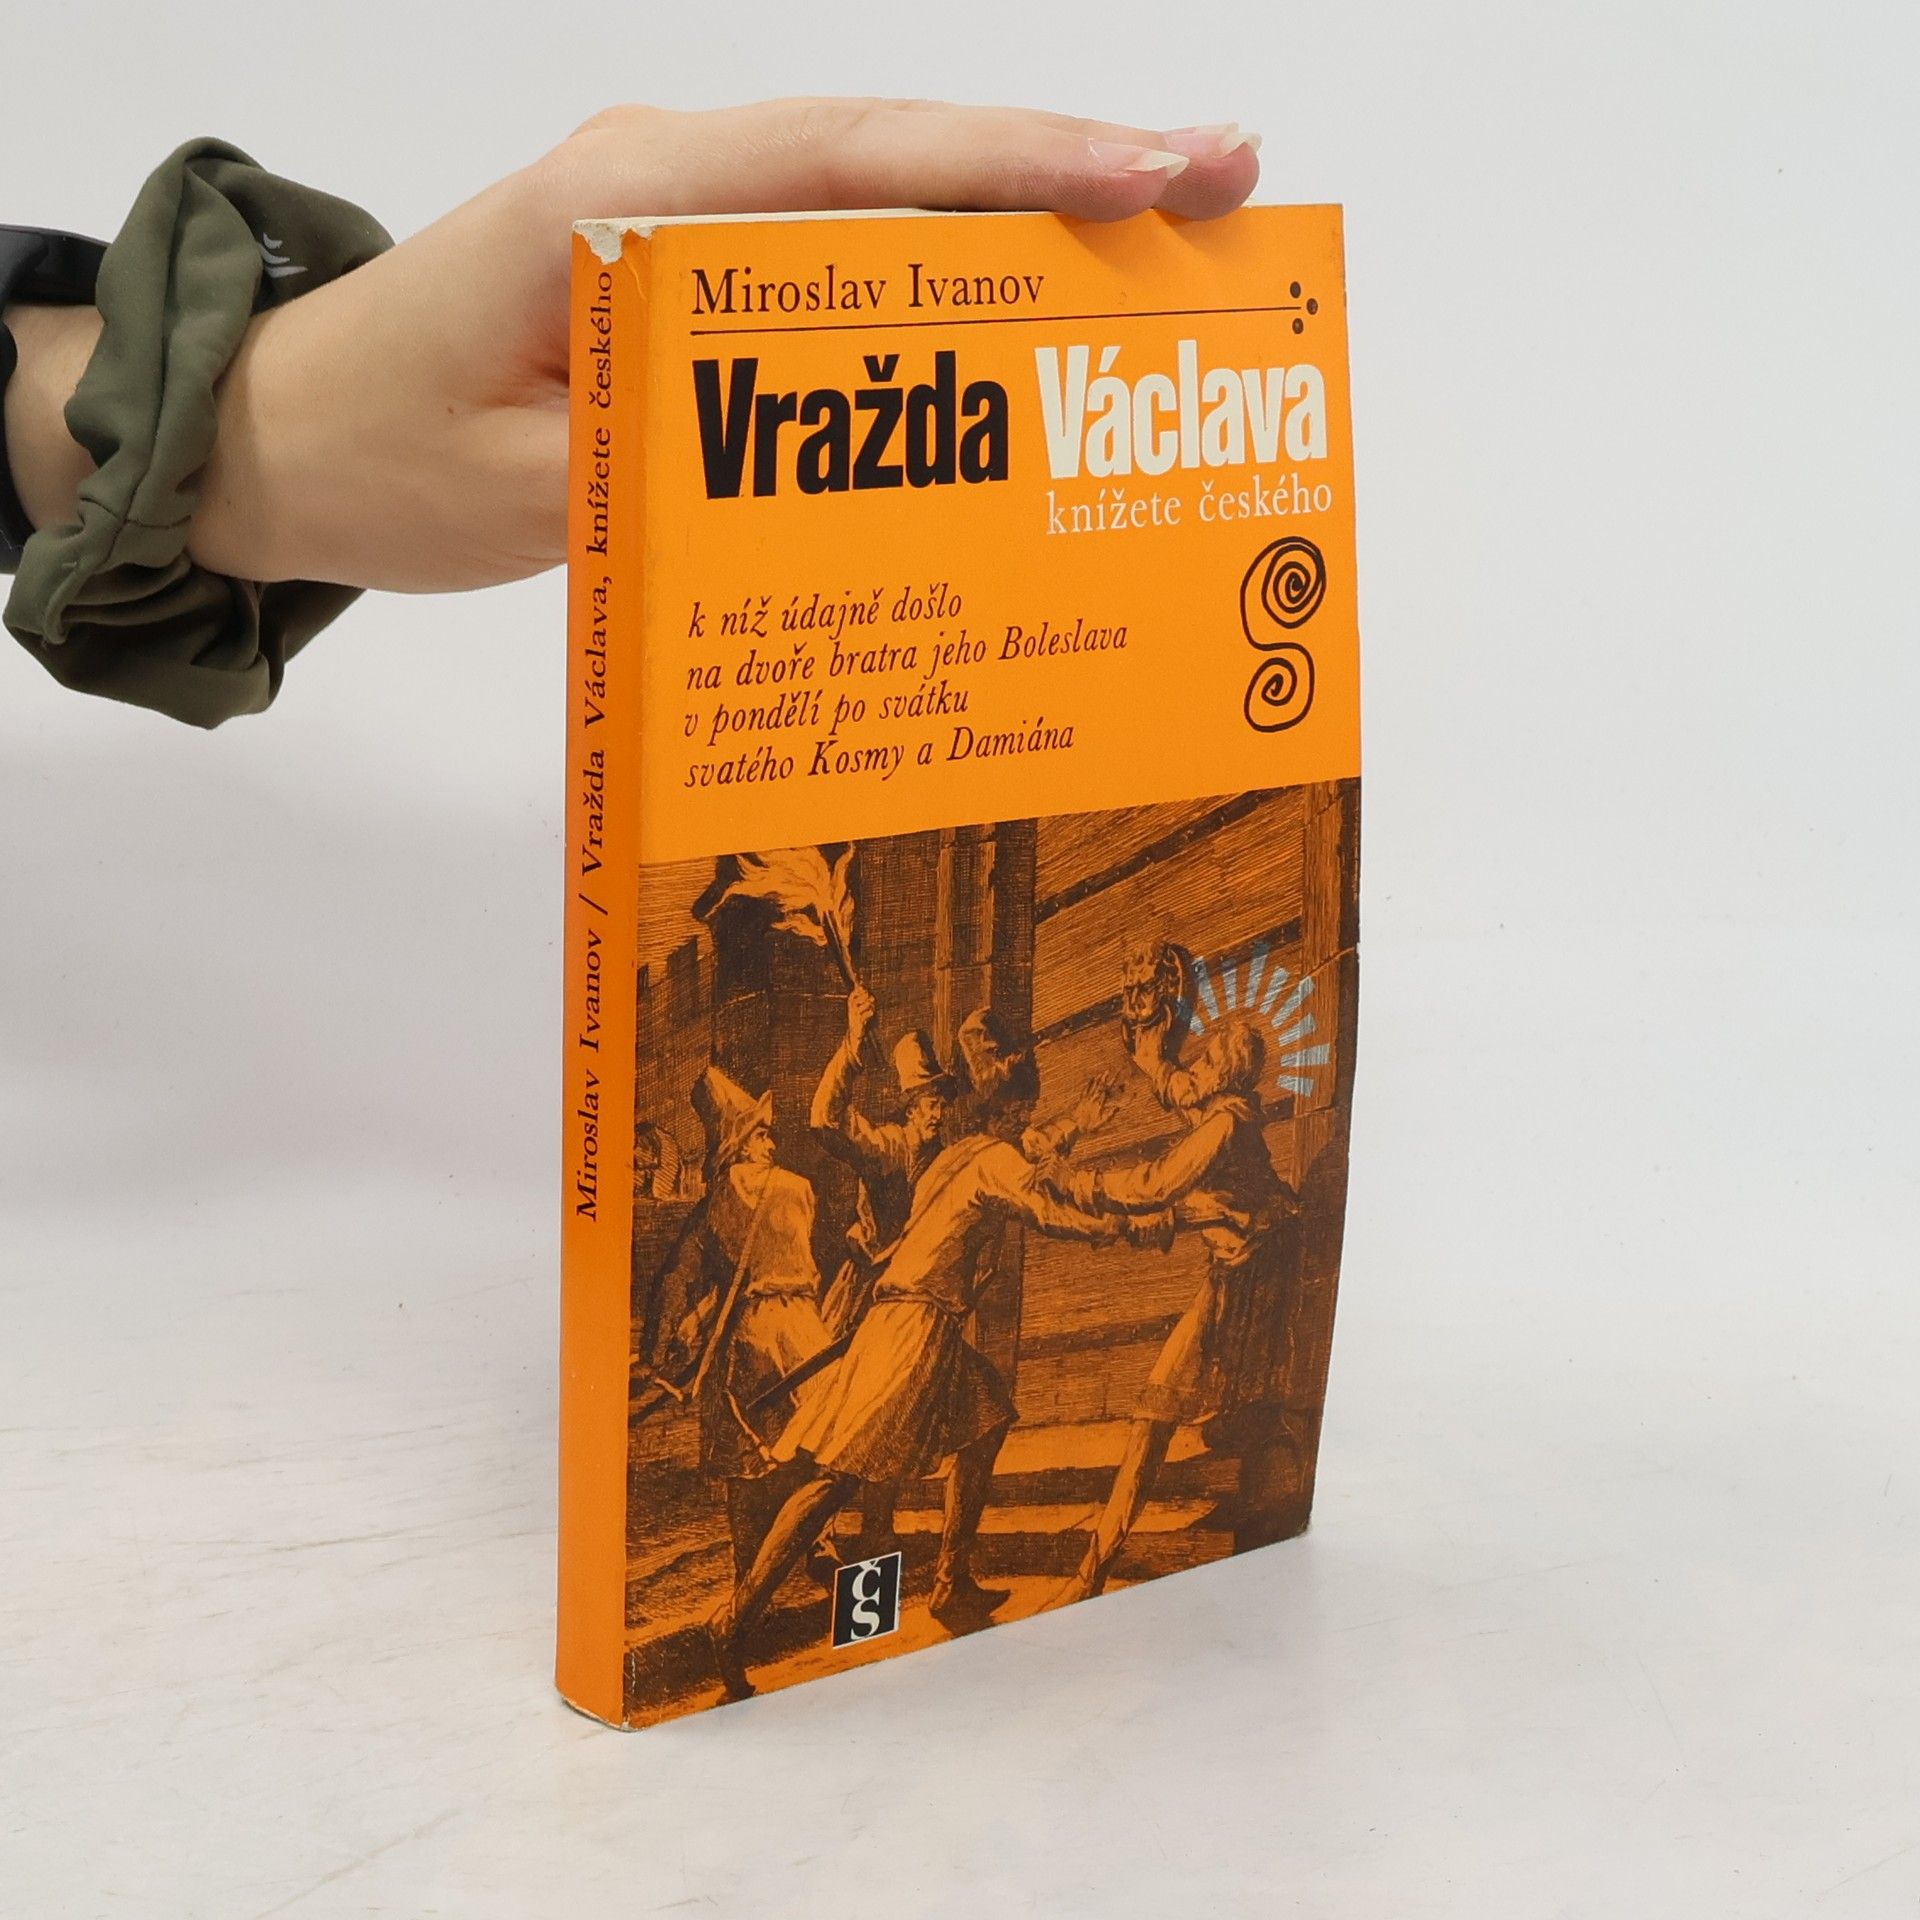 Miroslav Ivanov
Vražda Václava
knížete českého
k níž údajně došlo
na dvoře bratra jeho Boleslava
v pondělí po svátku
svatého Kosmy a Damiána
ČS
Miroslav Ivanov / Vražda Václava, knížete českého